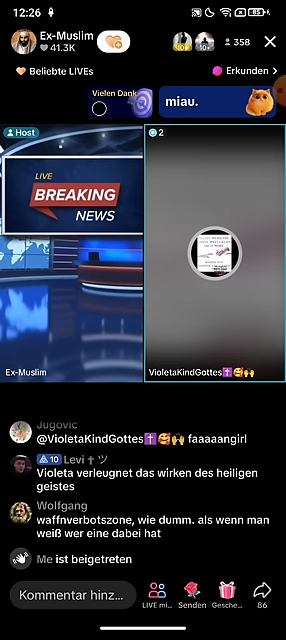 12:26
Ex-Muslim
41.3K
10+
358
Beliebte LIVEs
Erkunden
Vielen Dank
miau.
Host
2
LIVE
BREAKING
NEWS
Ex-Muslim
VioletaKindGottes✝️🥰🙌
Jugovic
@VioletaKindGottes✝️🥰🙌 faaaaangirl
10 Levi✝ツ
Violeta verleugnet das wirken des heiligen
geistes
Wolfgang
waffnverbotszone, wie dumm. als wenn man
weiß wer eine dabei hat
Me ist beigetreten
Kommentar hinz...
LIVE mi...
Senden
Gesche...
86